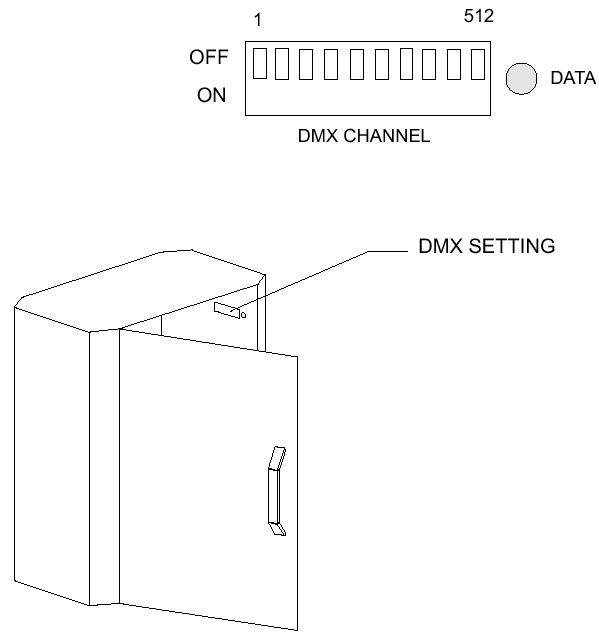 1 512
OFF
DATA
ON
DMX CHANNEL
DMX SETTING